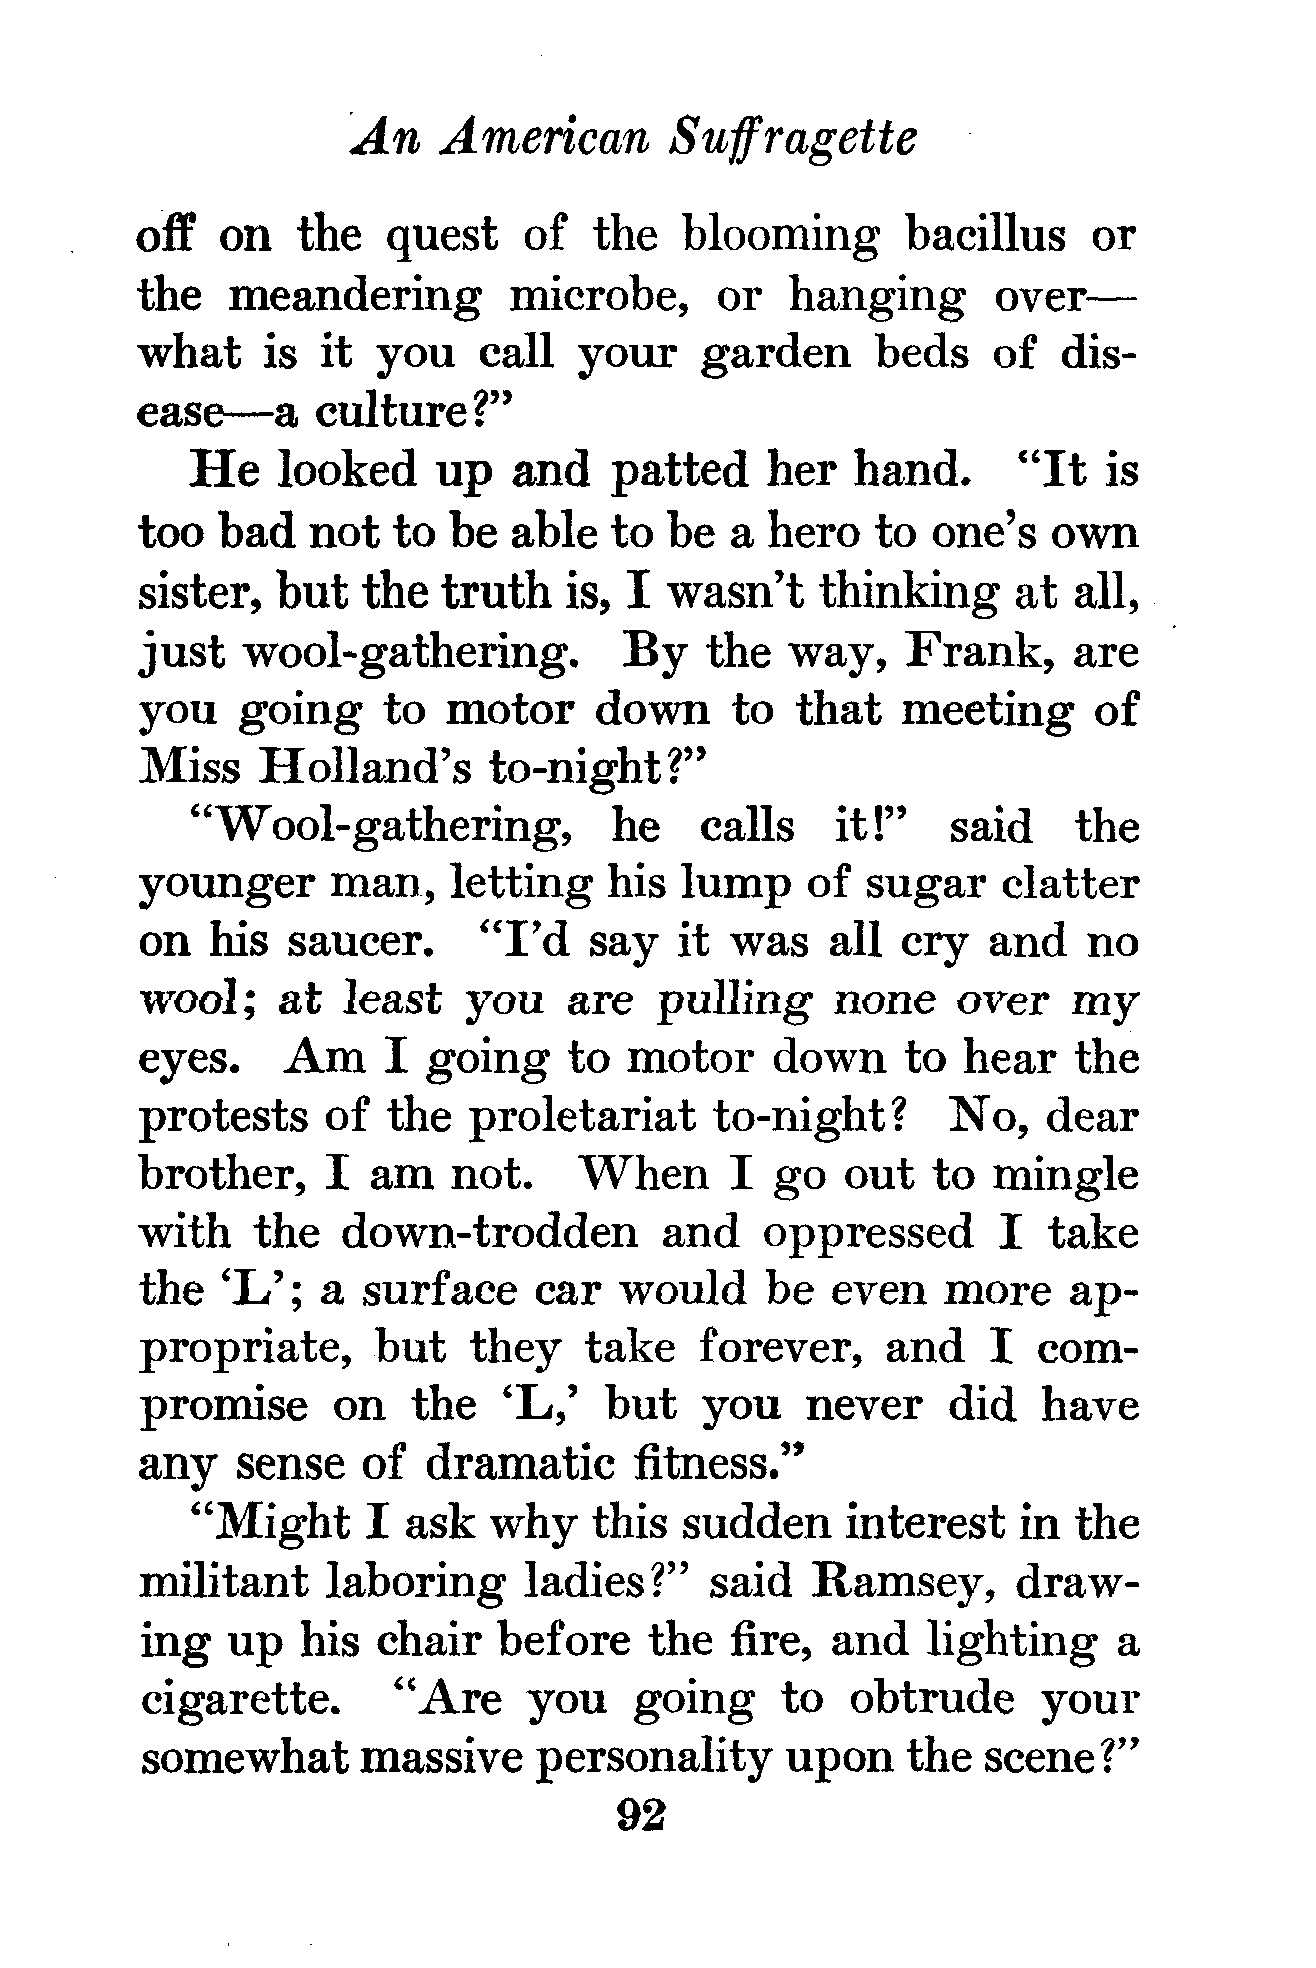 An American Suffragette
off on the quest of the blooming bacillus or
the meandering microbe, or hanging over—
what is it you call your garden beds of dis-
ease—a culture?"
He looked up and patted her hand. "It is
too bad not to be able to be a hero to one's own
sister, but the truth is, I wasn't thinking at all,
just wool-gathering. By the way, Frank, are
you going to motor down to that meeting of
Miss Holland's to-night?"
"Wool-gathering, he calls it!" said the
younger man, letting his lump of sugar clatter
on his saucer. "I'd say it was all cry and no
wool; at least you are pulling none over my
eyes. Am I going to motor down to hear the
protests of the proletariat to-night? No, dear
brother, I am not. When I go out to mingle
with the down-trodden and oppressed I take
the 'L'; a surface car would be even more ap-
propriate, but they take forever, and I com-
promise on the 'L,' but you never did have
any sense of dramatic fitness."
"Might I ask why this sudden interest in the
militant laboring ladies?" said Ramsey, draw-
ing up his chair before the fire, and lighting a
cigarette. "Are you going to obtrude your
somewhat massive personality upon the scene?"
92